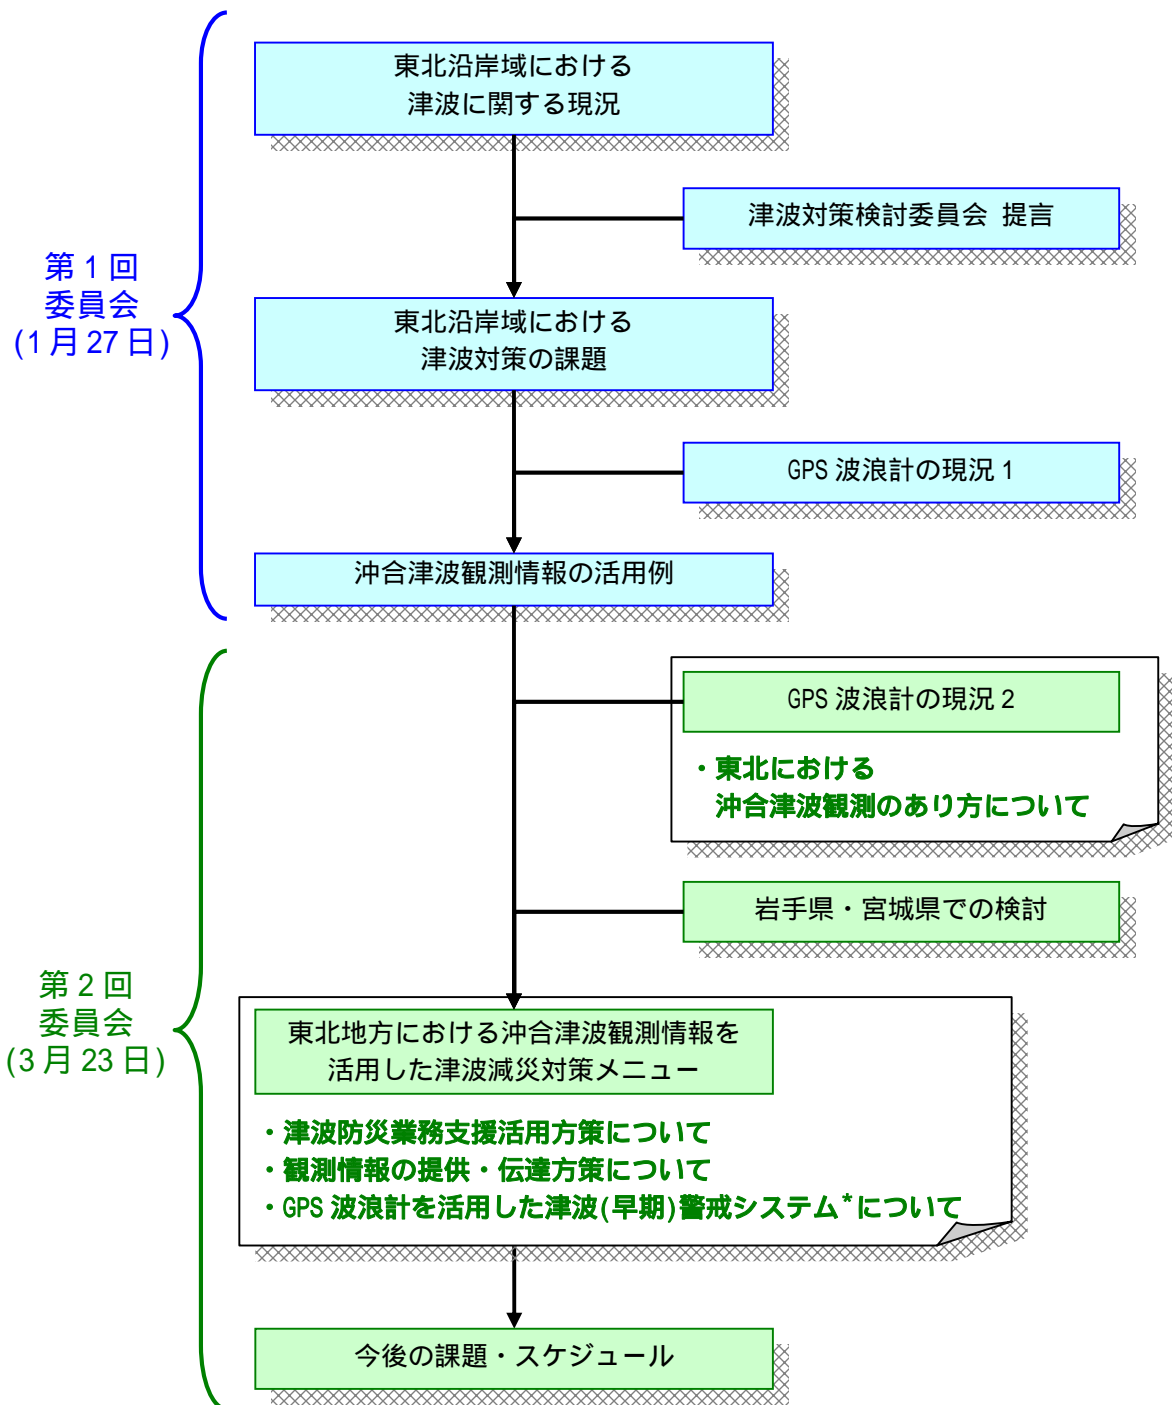 東北沿岸域における
津波に関する現況
津波対策検討委員会 提言
第1回
委員会
(1月27日)
東北沿岸域における
津波対策の課題
GPS 波浪計の現況1
沖合津波観測情報の活用例
GPS 波浪計の現況2
・東北における
沖合津波観測のあり方について
岩手県・宮城県での検討
第2回
委員会
(3月23日)
東北地方における沖合津波観測情報を
活用した津波減災対策メニュー
・津波防災業務支援活用方策について
・観測情報の提供・伝達方策について
・GPS 波浪計を活用した津波(早期)警戒システム*について
今後の課題・スケジュール